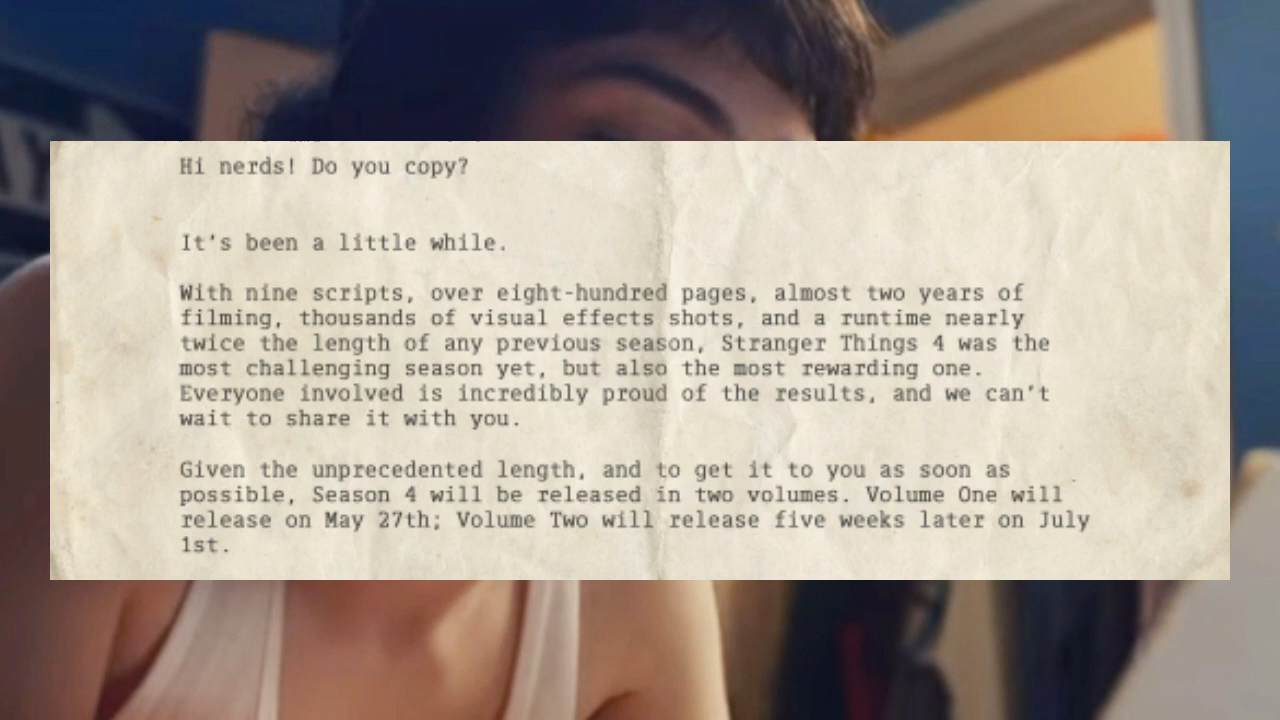 Hi nerds! Do you copy?
It's been a little while.
With nine scripts, over eight-hundred pages, almost two years of
filming, thousands of visual effects shots, and a runtime nearly
twice the length of any previous season, Stranger Things 4 was the
most challenging season yet, but also the most rewarding one.
Everyone involved is incredibly proud of the results, and we can't
wait to share it with you.
Given the unprecedented length, and to get it to you as soon as
possible, Season 4 will be released in two volumes. Volume One will
release on May 27th; Volume Two will release five weeks later on July
1st.